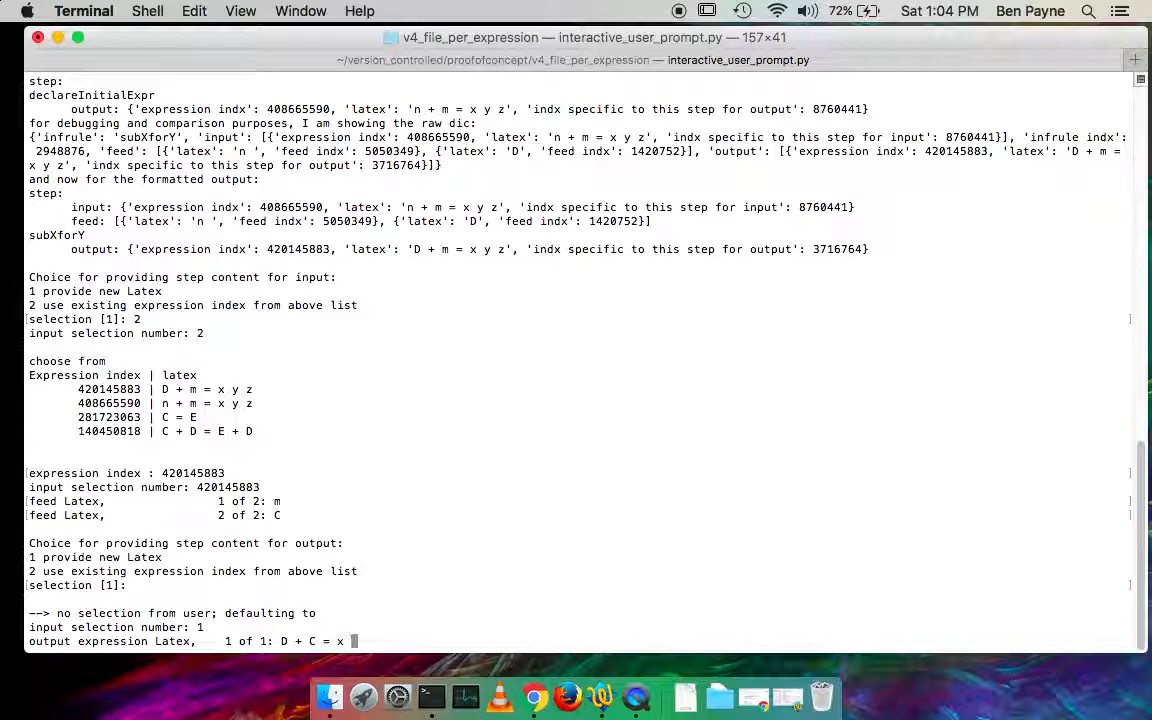 Terminal Shell Edit View Window Help 72% Sat 1:04 PM Ben Payne
v4_file_per_expression — interactive_user_prompt.py — 157×41
~/version_controlled/proofofconcept/v4_file_per_expression — interactive_user_prompt.py
step:
declareInitialExpr
output: {'expression indx': 408665590, 'latex': 'n + m = x y z', 'indx specific to this step for output': 8760441}
for debugging and comparison purposes, I am showing the raw dic:
{'infrule': 'subXforY', 'input': [{'expression indx': 408665590, 'latex': 'n + m = x y z', 'indx specific to this step for input': 8760441}], 'infrule indx':
2948876, 'feed': [{'latex': 'n ', 'feed indx': 5050349}, {'latex': 'D', 'feed indx': 1420752}], 'output': [{'expression indx': 420145883, 'latex': 'D + m =
x y z', 'indx specific to this step for output': 3716764}]}
and now for the formatted output:
step:
input: {'expression indx': 408665590, 'latex': 'n + m = x y z', 'indx specific to this step for input': 8760441}
feed: [{'latex': 'n ', 'feed indx': 5050349}, {'latex': 'D', 'feed indx': 1420752}]
subXforY
output: {'expression indx': 420145883, 'latex': 'D + m = x y z', 'indx specific to this step for output': 3716764}
Choice for providing step content for input:
1 provide new Latex
2 use existing expression index from above list
[selection [1]: 2 ]
input selection number: 2
choose from
Expression index | latex
420145883 | D + m = x y z
408665590 | n + m = x y z
281723063 | C = E
140450818 | C + D = E + D
[expression index : 420145883 ]
input selection number: 420145883
[feed Latex, 1 of 2: m ]
[feed Latex, 2 of 2: C ]
Choice for providing step content for output:
1 provide new Latex
2 use existing expression index from above list
[selection [1]: ]
--> no selection from user; defaulting to
input selection number: 1
output expression Latex, 1 of 1: D + C = x